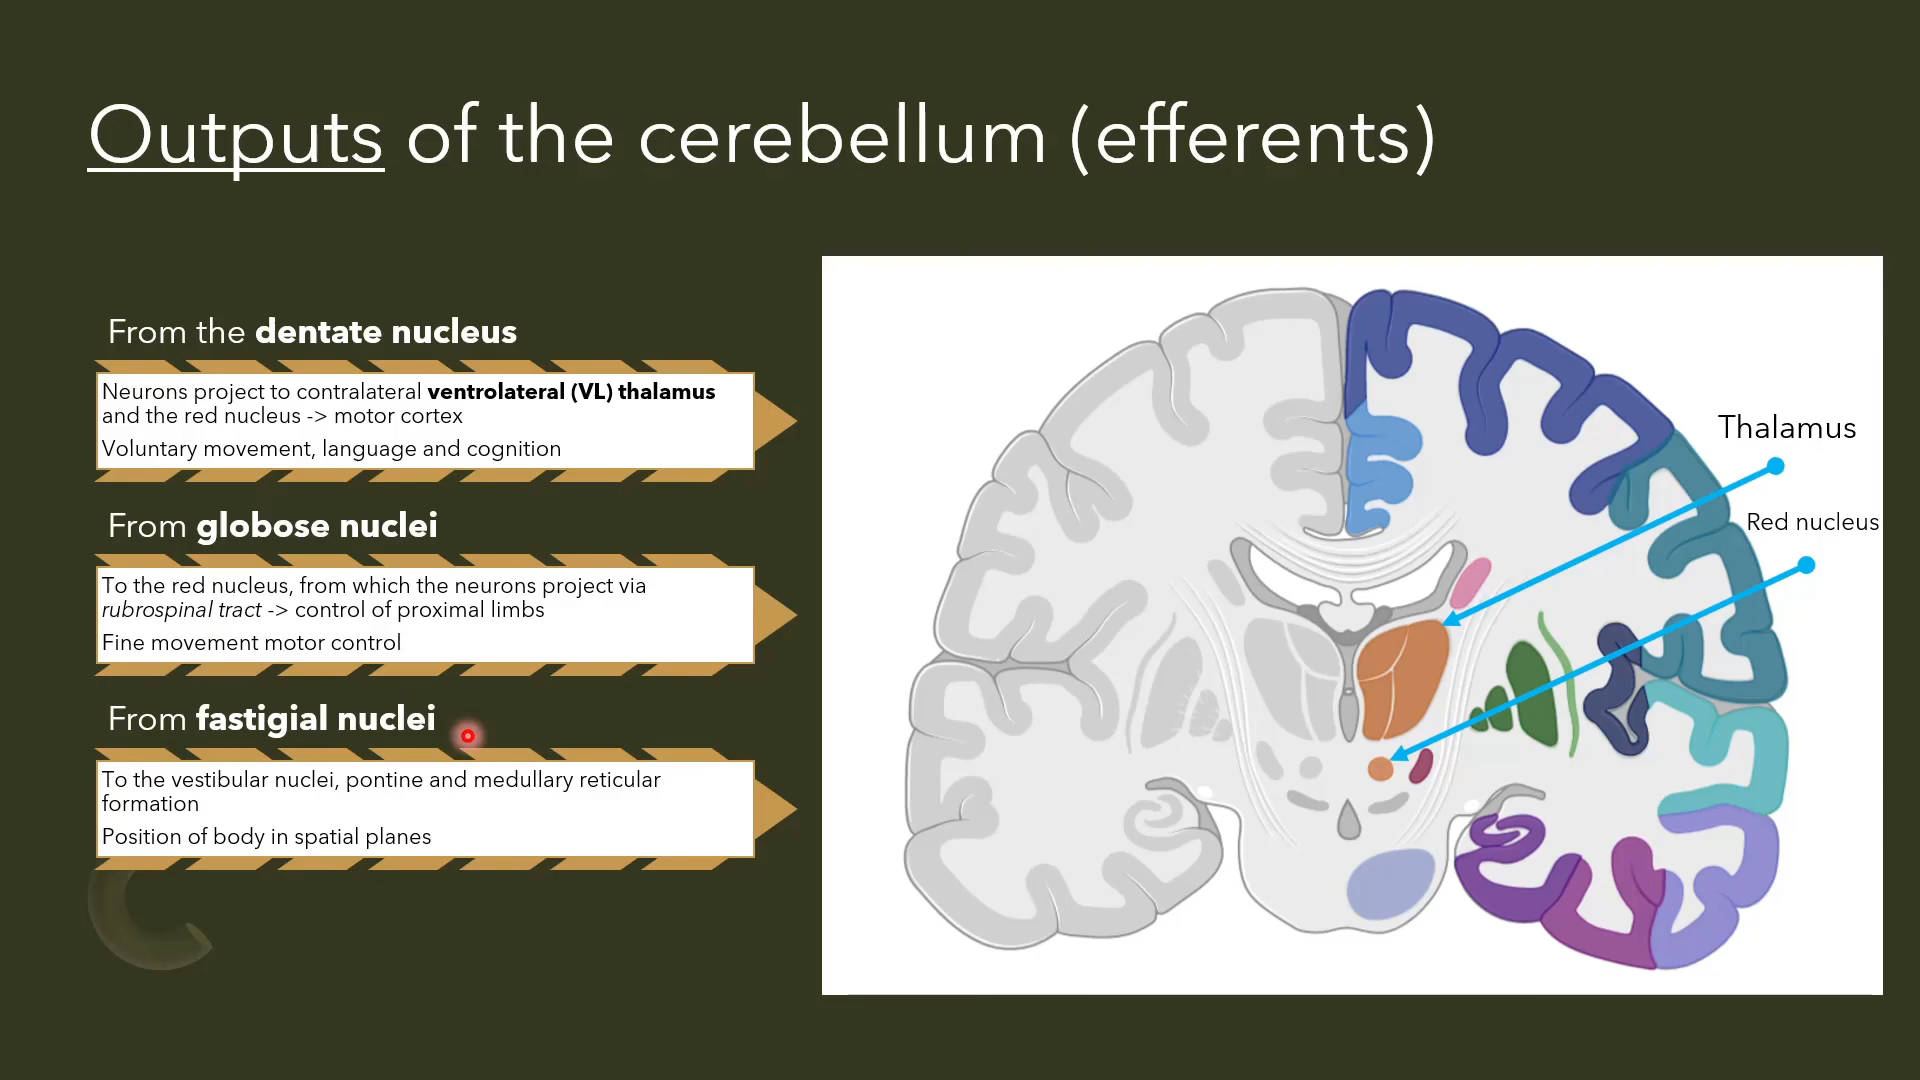 Outputs of the cerebellum (efferents)
From the dentate nucleus
Neurons project to contralateral ventrolateral (VL) thalamus
and the red nucleus -> motor cortex
Voluntary movement, language and cognition
From globose nuclei
To the red nucleus, from which the neurons project via
rubrospinal tract -> control of proximal limbs
Fine movement motor control
From fastigial nuclei
To the vestibular nuclei, pontine and medullary reticular
formation
Position of body in spatial planes
Thalamus
Red nucleus